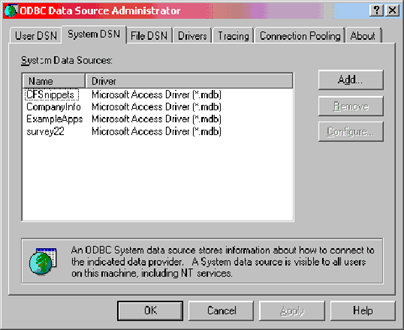 ODBC Data Source Administrator
User DSN System DSN File DSN Drivers Tracing Connection Pooling About
System Data Sources:
Name Driver
CFSnippets Microsoft Access Driver (*.mdb)
CompanyInfo Microsoft Access Driver (*.mdb)
ExampleApps Microsoft Access Driver (*.mdb)
survey22 Microsoft Access Driver (*.mdb)
Add...
Remove
Configure...
An ODBC System data source stores information about how to connect to
the indicated data provider. A System data source is visible to all users
on this machine, including NT services.
OK Cancel Apply Help